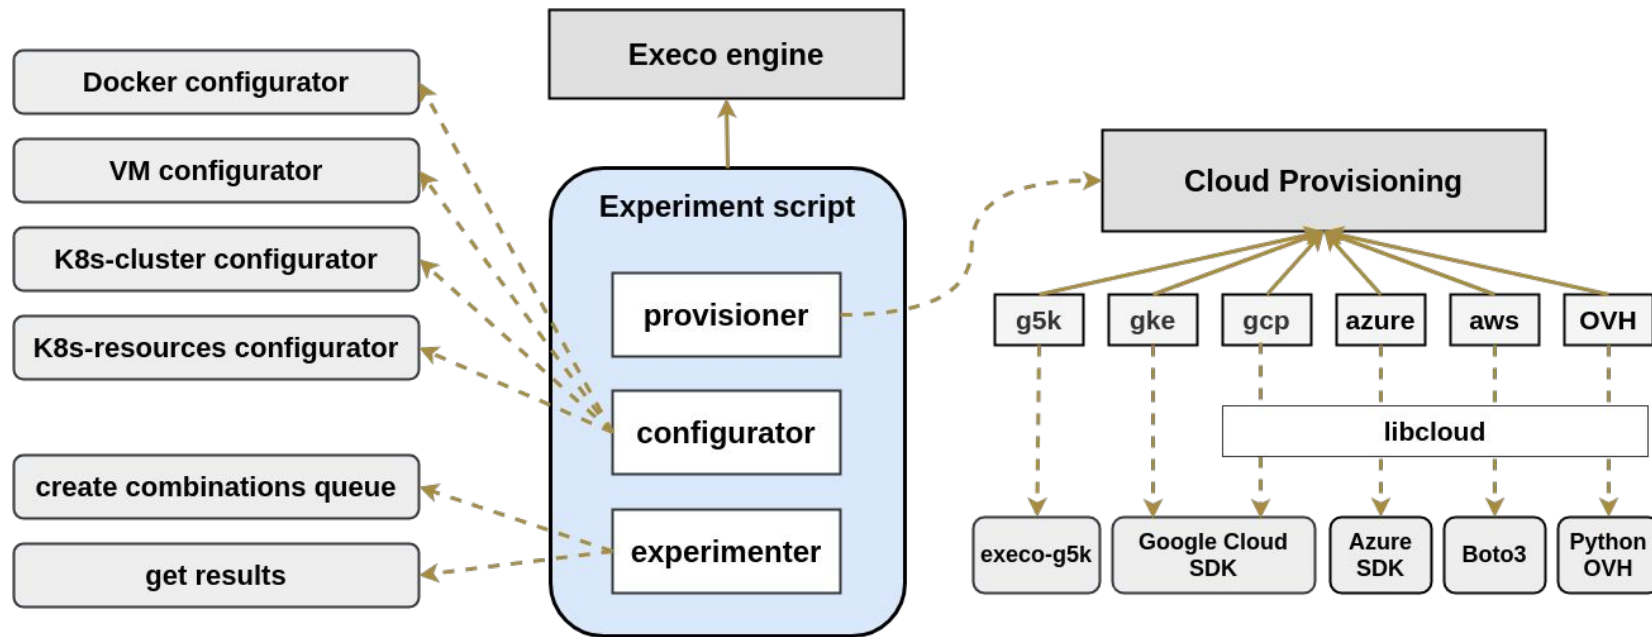 Execo engine
Docker configurator
VM configurator
K8s-cluster configurator
K8s-resources configurator
create combinations queue
get results
Experiment script
provisioner
configurator
experimenter
Cloud Provisioning
g5k
gke
gcp
azure
aws
OVH
libcloud
execo-g5k
Google Cloud
SDK
Azure
SDK
Boto3
Python
OVH